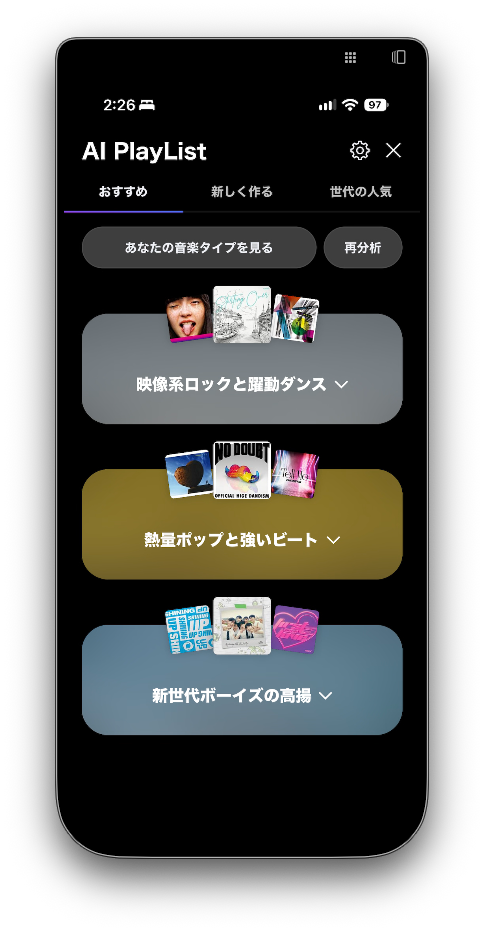 2:26
97
AI PlayList
おすすめ
新しく作る
世代の人気
あなたの音楽タイプを見る
再分析
映像系ロックと躍動ダンス
NO DOUBT
OFFICIAL HIGE DANDISM
熱量ポップと強いビート
SHINING UP
新世代ボーイズの高揚